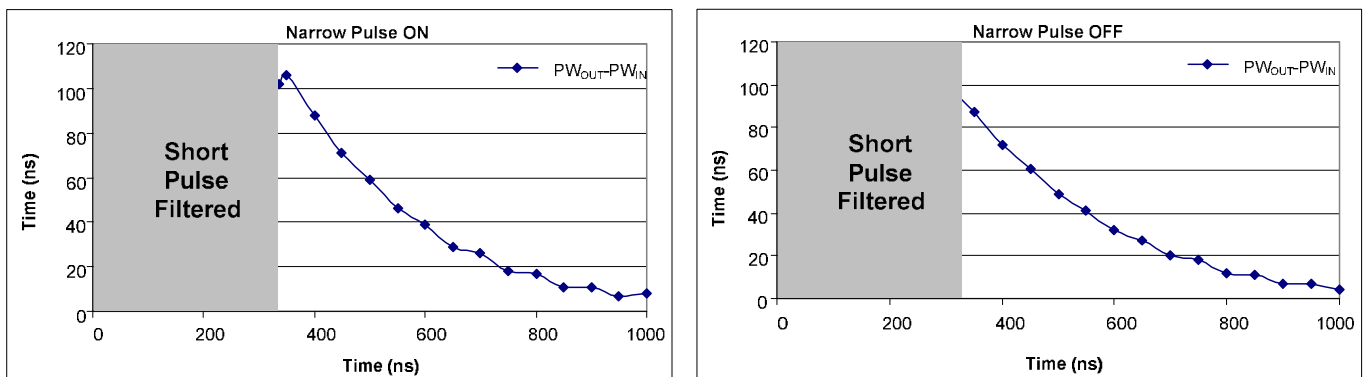 Narrow Pulse ON
120
100
80
60
40
20
0
Time (ns)
Short
Pulse
Filtered
PWOUT-PWIN
0 200 400 600 800 1000
Time (ns)
Narrow Pulse OFF
120
100
80
60
40
20
0
Time (ns)
Short
Pulse
Filtered
PWOUT-PWIN
0 200 400 600 800 1000
Time (ns)